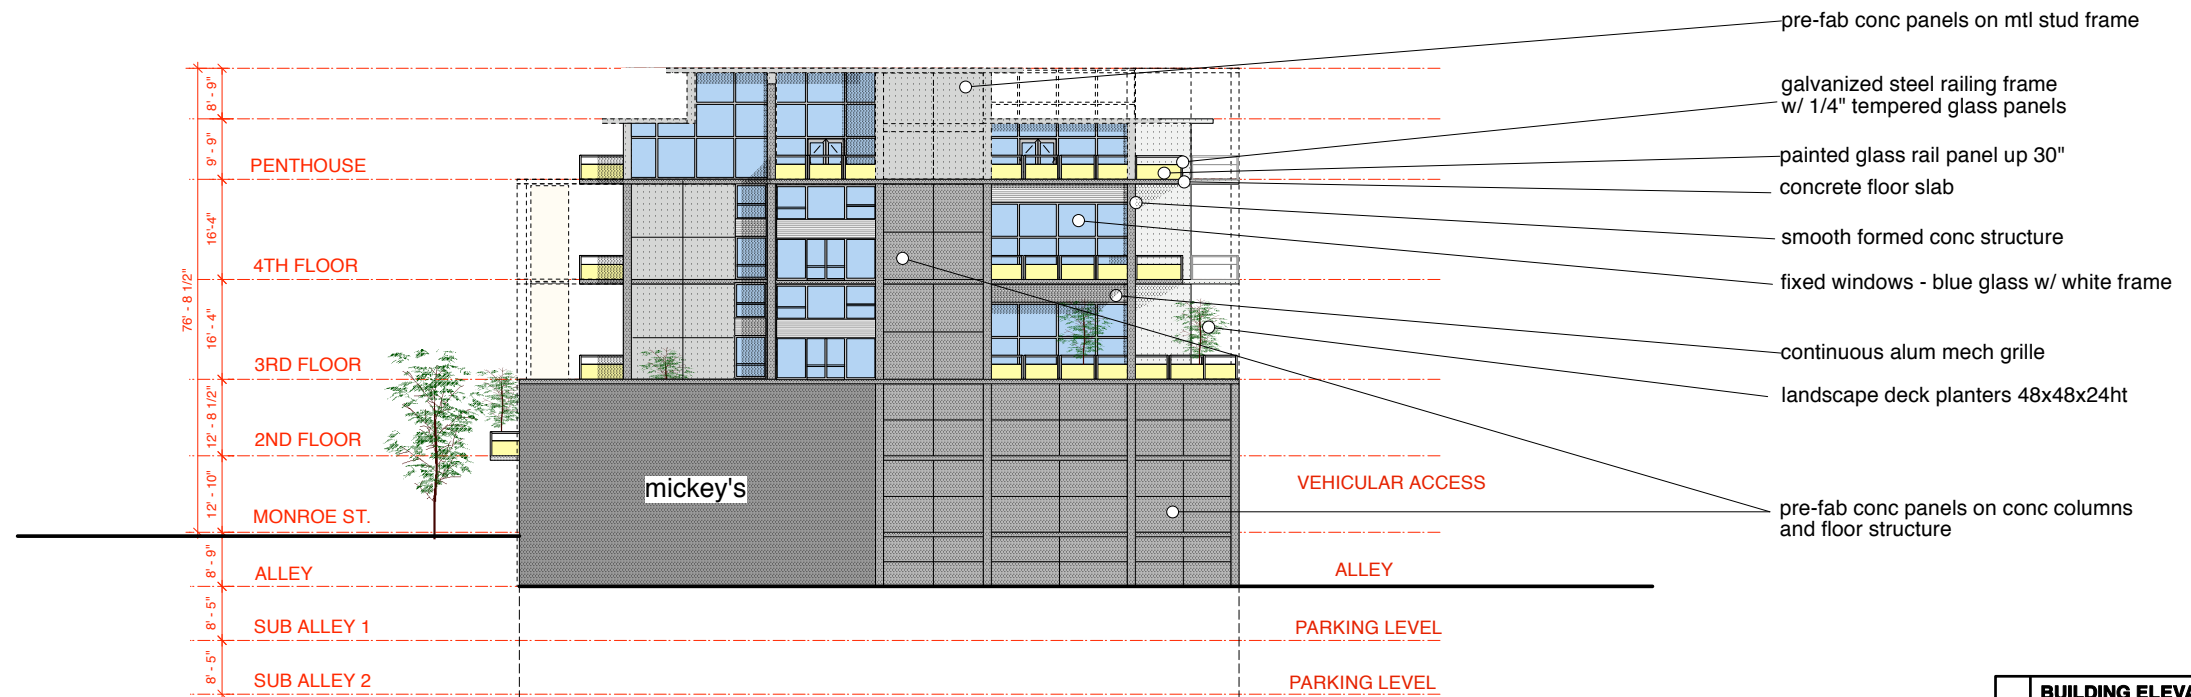 pre-fab conc panels on mtl stud frame
galvanized steel railing frame
w/ 1/4" tempered glass panels
painted glass rail panel up 30"
concrete floor slab
smooth formed conc structure
fixed windows - blue glass w/ white frame
continuous alum mech grille
landscape deck planters 48x48x24ht
pre-fab conc panels on conc columns
and floor structure
8' - 9"
9' - 9"
PENTHOUSE
16'-4"
4TH FLOOR
76' - 8 1/2"
16' - 4"
3RD FLOOR
12' - 8 1/2"
2ND FLOOR
12' - 10"
MONROE ST.
8' - 9"
ALLEY
8' - 5"
SUB ALLEY 1
8' - 5"
SUB ALLEY 2
mickey's
VEHICULAR ACCESS
ALLEY
PARKING LEVEL
PARKING LEVEL
BUILDING ELEVA